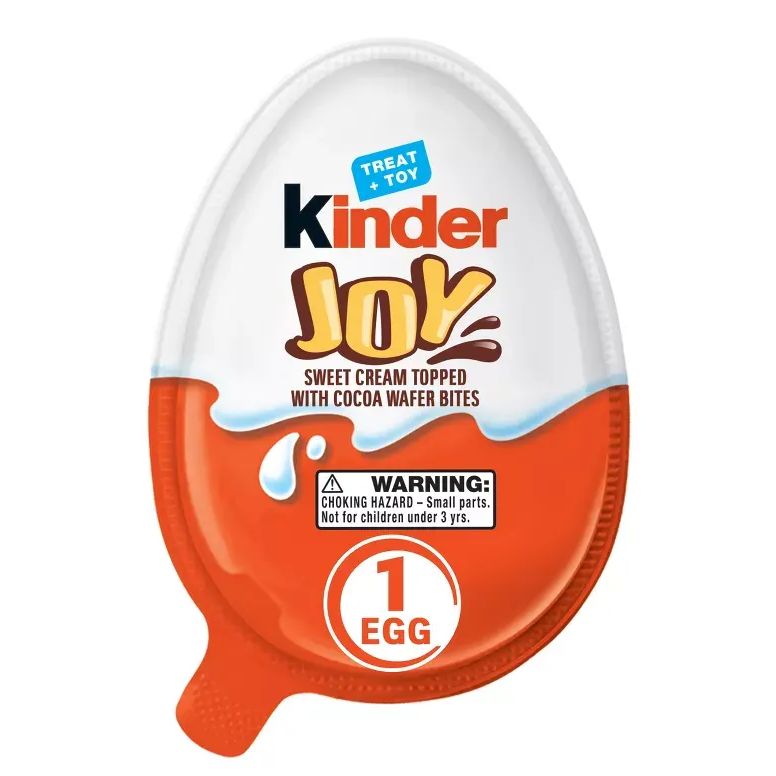 TREAT
+ TOY
Kinder
JOY
SWEET CREAM TOPPED
WITH COCOA WAFER BITES
⚠ WARNING:
CHOKING HAZARD – Small parts.
Not for children under 3 yrs.
1
EGG